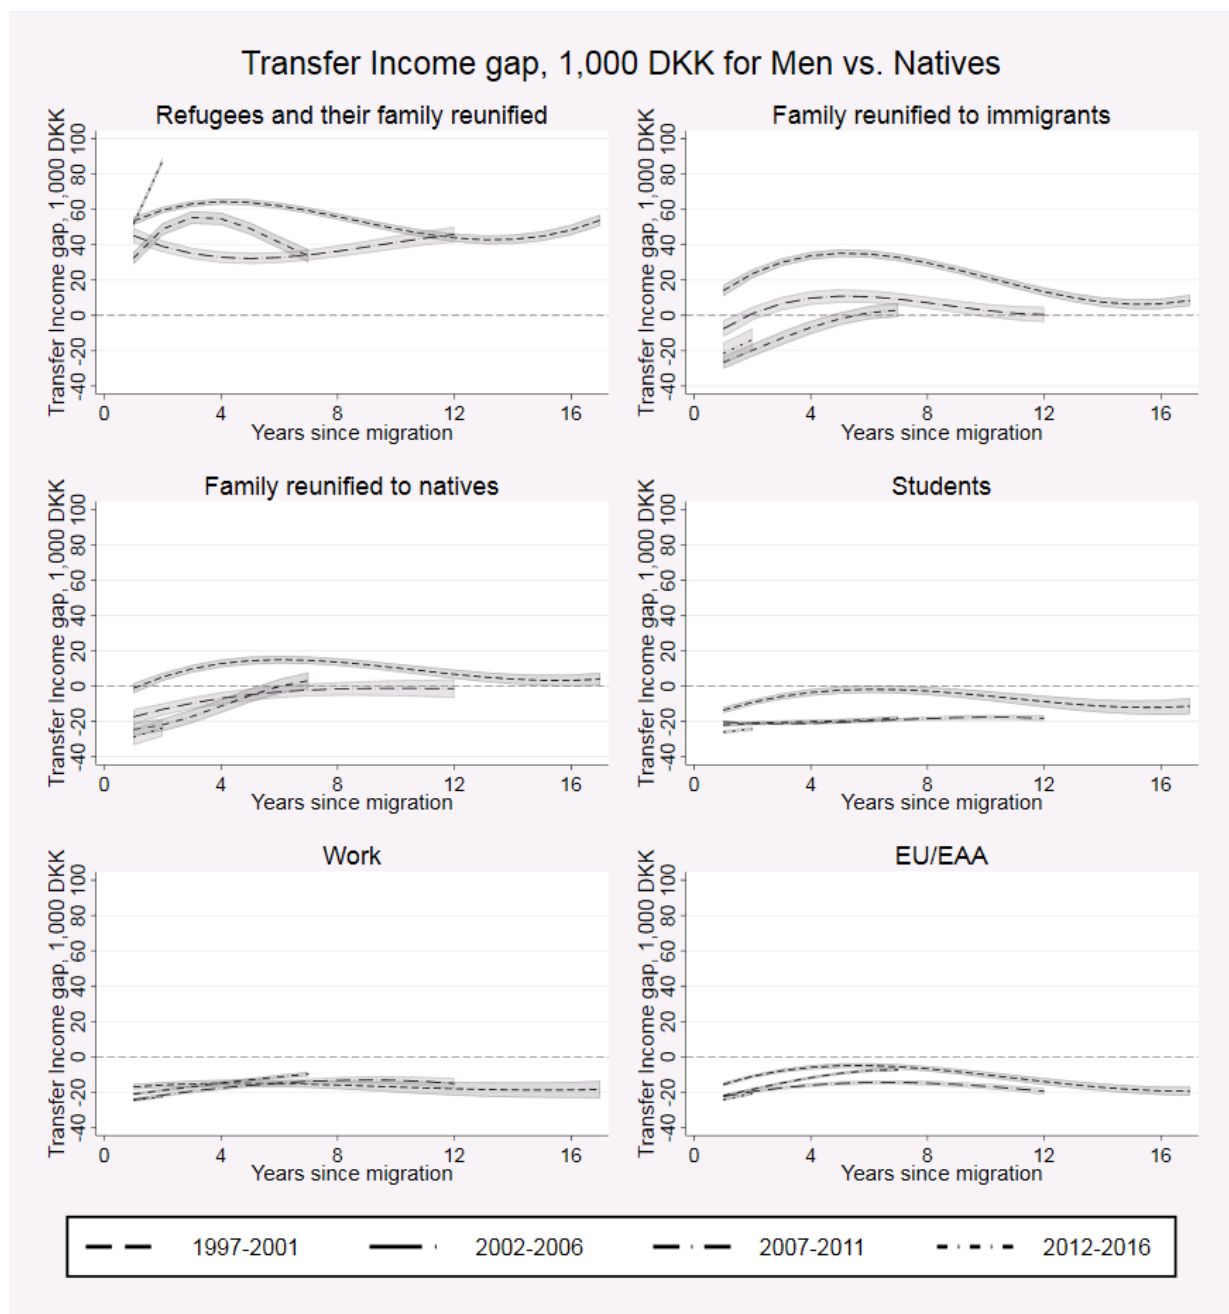 Transfer Income gap, 1,000 DKK for Men vs. Natives
Refugees and their family reunified
Transfer Income gap, 1,000 DKK
-40 -20 0 20 40 60 80 100
0 4 8 12 16
Years since migration
Family reunified to immigrants
Transfer Income gap, 1,000 DKK
-40 -20 0 20 40 60 80 100
0 4 8 12 16
Years since migration
Family reunified to natives
Transfer Income gap, 1,000 DKK
-40 -20 0 20 40 60 80 100
0 4 8 12 16
Years since migration
Students
Transfer Income gap, 1,000 DKK
-40 -20 0 20 40 60 80 100
0 4 8 12 16
Years since migration
Work
Transfer Income gap, 1,000 DKK
-40 -20 0 20 40 60 80 100
0 4 8 12 16
Years since migration
EU/EAA
Transfer Income gap, 1,000 DKK
-40 -20 0 20 40 60 80 100
0 4 8 12 16
Years since migration
1997-2001 2002-2006 2007-2011 2012-2016